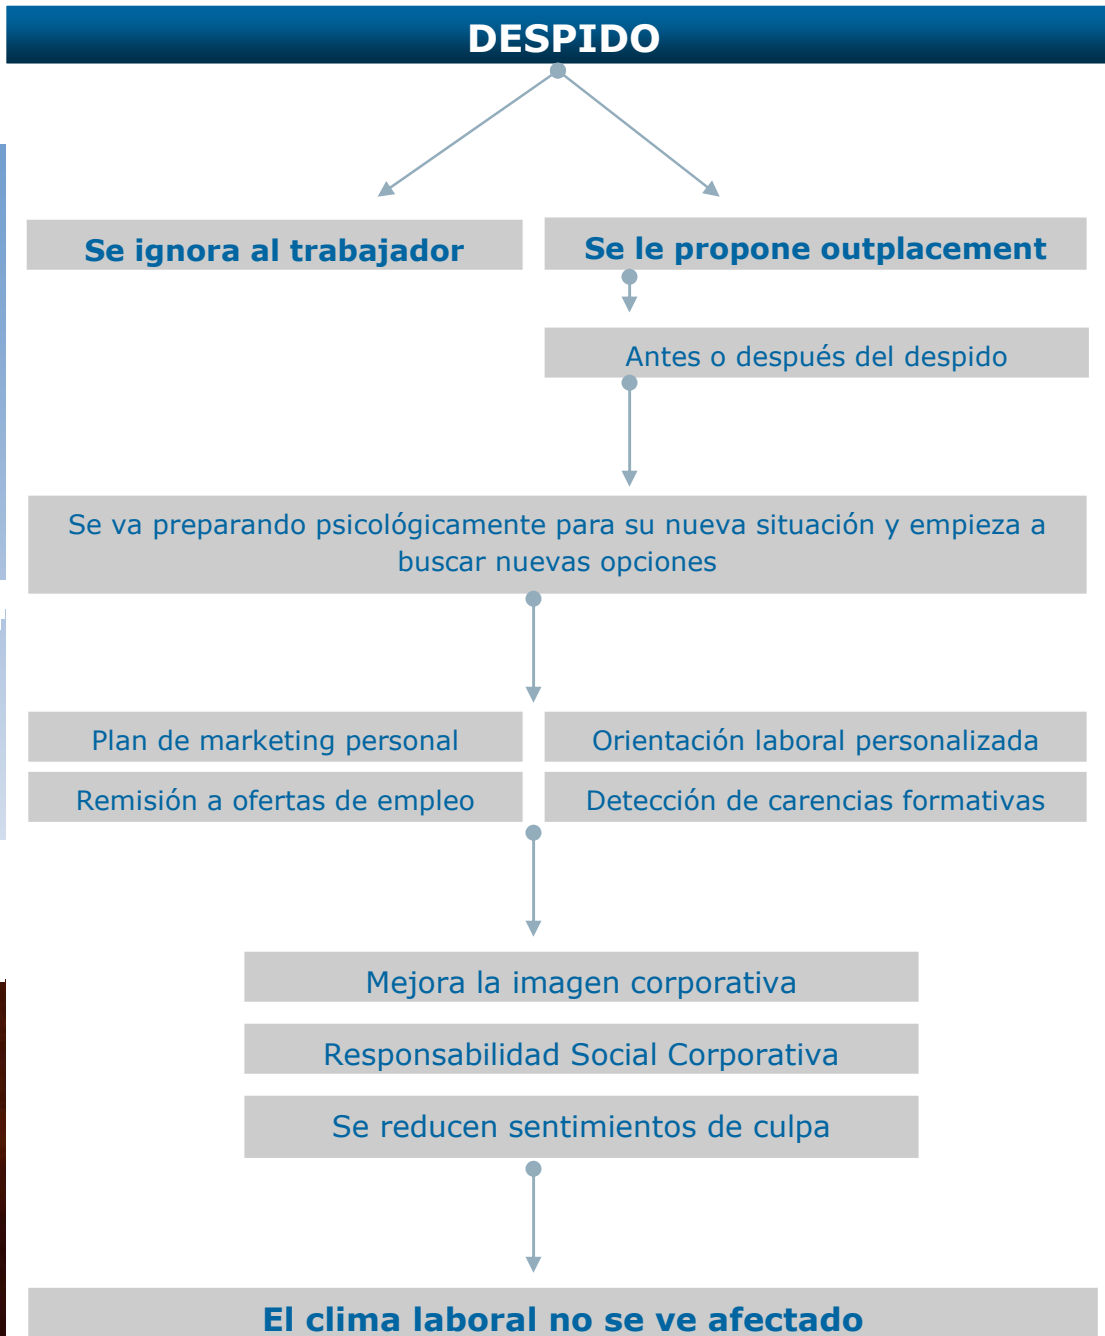 DESPIDO
Se ignora al trabajador
Se le propone outplacement
Antes o después del despido
Se va preparando psicológicamente para su nueva situación y empieza a
buscar nuevas opciones
Plan de marketing personal
Orientación laboral personalizada
Remisión a ofertas de empleo
Detección de carencias formativas
Mejora la imagen corporativa
Responsabilidad Social Corporativa
Se reducen sentimientos de culpa
El clima laboral no se ve afectado